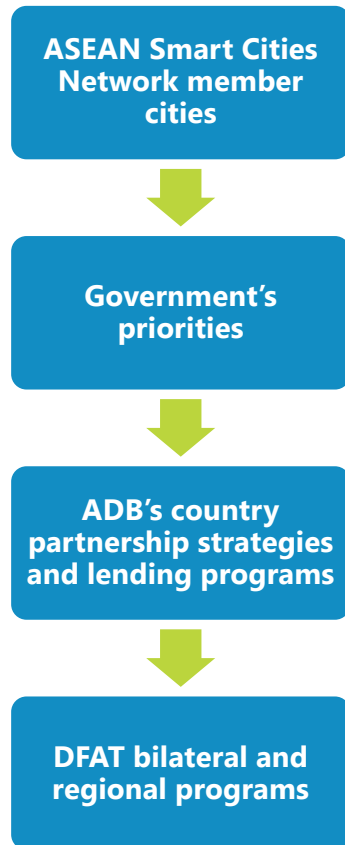 ASEAN Smart Cities
Network member
cities
Government’s
priorities
ADB’s country
partnership strategies
and lending programs
DFAT bilateral and
regional programs